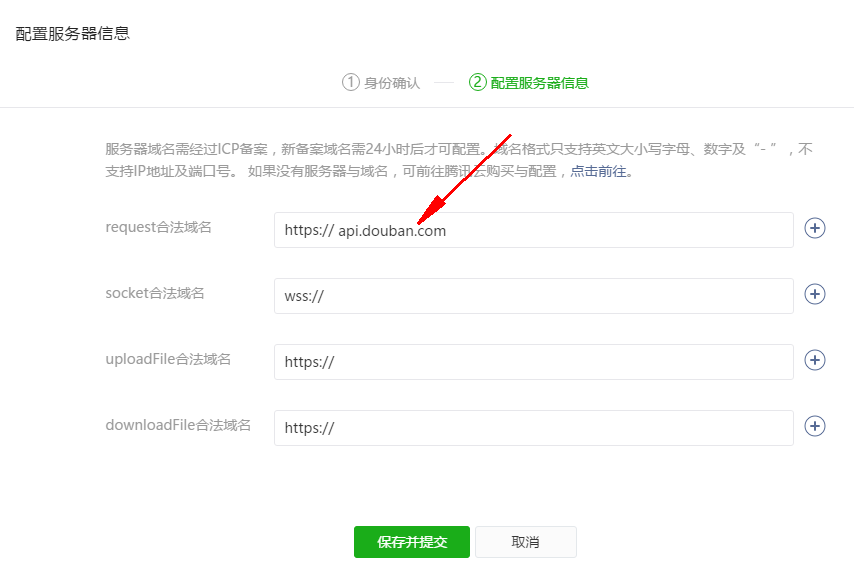 配置服务器信息
① 身份确认 ② 配置服务器信息
服务器域名需经过ICP备案，新备案域名需24小时后才可配置。域名格式只支持英文大小写字母、数字及“- ”，不
支持IP地址及端口号。 如果没有服务器与域名，可前往腾讯云购买与配置，点击前往。
request合法域名 https:// api.douban.com
socket合法域名 wss://
uploadFile合法域名 https://
downloadFile合法域名 https://
保存并提交 取消